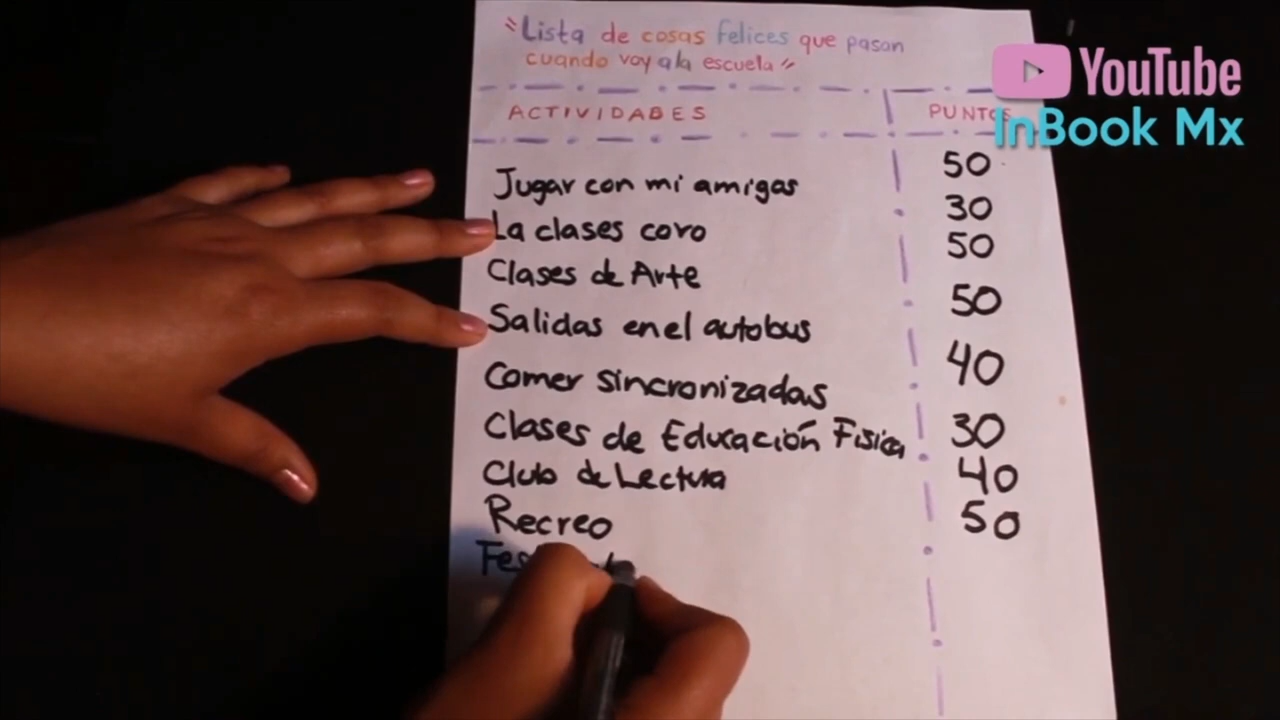 "Lista de cosas felices que pasan
cuando voy a la escuela"
ACTIVIDABES PUNTOS
Jugar con mi amigas 50
La clases coro 30
Clases de Arte 50
Salidas en el autobus 50
Comer sincronizadas 40
Clases de Educación Fisica 30
Club de Lectura 40
Recreo 50
YouTube
InBook Mx